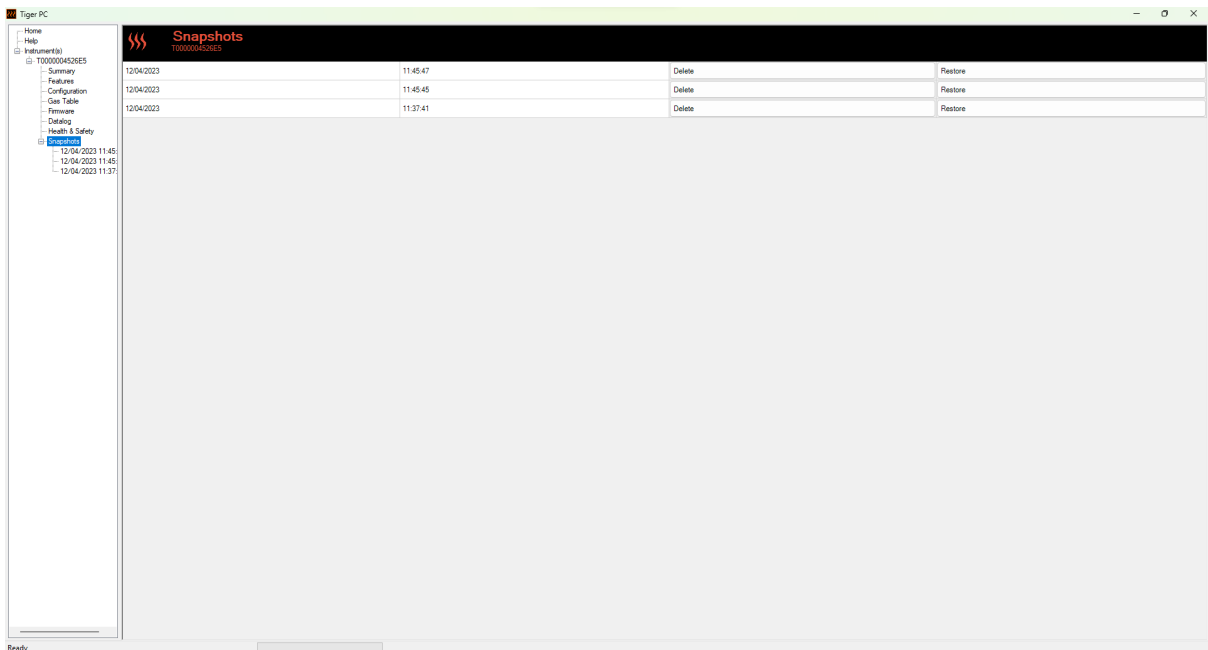 Tiger PC
Home
Help
Instrument(s)
T0000004526E5
Summary
Features
Configuration
Gas Table
Firmware
Datalog
Health & Safety
Snapshots
12/04/2023 11:45:
12/04/2023 11:45:
12/04/2023 11:37:
Snapshots
T0000004526EE5
12/04/2023 11:45:47 Delete Restore
12/04/2023 11:45:45 Delete Restore
12/04/2023 11:37:41 Delete Restore
Ready